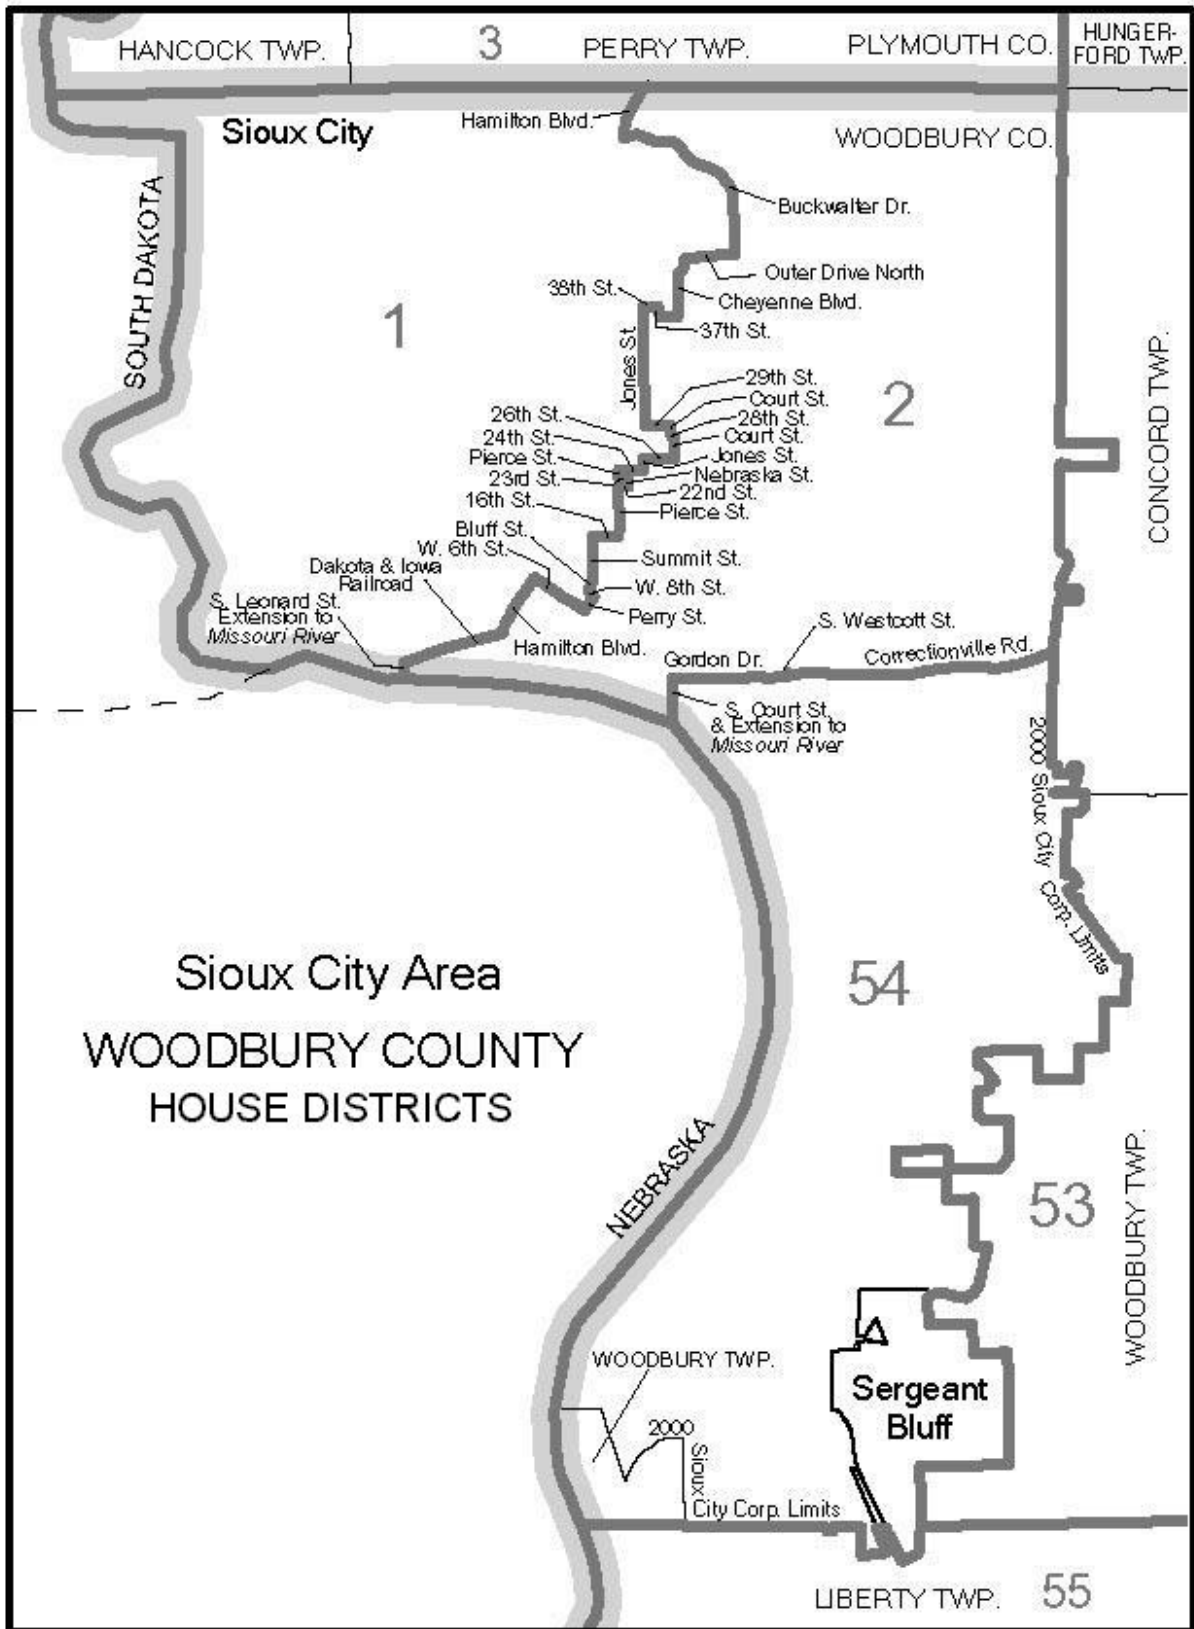 HANCOCK TWP.
3
PERRY TWP.
PLYMOUTH CO.
HUNGER-
FORD TWP.
Hamilton Blvd.
Sioux City
WOODBURY CO.
SOUTH DAKOTA
Buckwalter Dr.
Outer Drive North
38th St.
Cheyenne Blvd.
1
37th St.
Jones St.
2
CONCORD TWP.
29th St.
Court St.
26th St.
28th St.
24th St.
Court St.
Pierce St.
Jones St.
23rd St.
Nebraska St.
22nd St.
16th St.
Pierce St.
Bluff St.
W. 6th St.
Summit St.
Dakota & Iowa
Railroad
W. 8th St.
S. Leonard St.
Extension to
Missouri River
Perry St.
S. Westcott St.
Hamilton Blvd.
Gordon Dr.
Correctionville Rd.
S. Court St.
& Extension to
Missouri River
2000 Sioux City
Corp. Limits
Sioux City Area
WOODBURY COUNTY
HOUSE DISTRICTS
54
NEBRASKA
53
WOODBURY TWP.
WOODBURY TWP.
Sergeant
Bluff
2000
Sioux
City Corp. Limits
LIBERTY TWP.
55